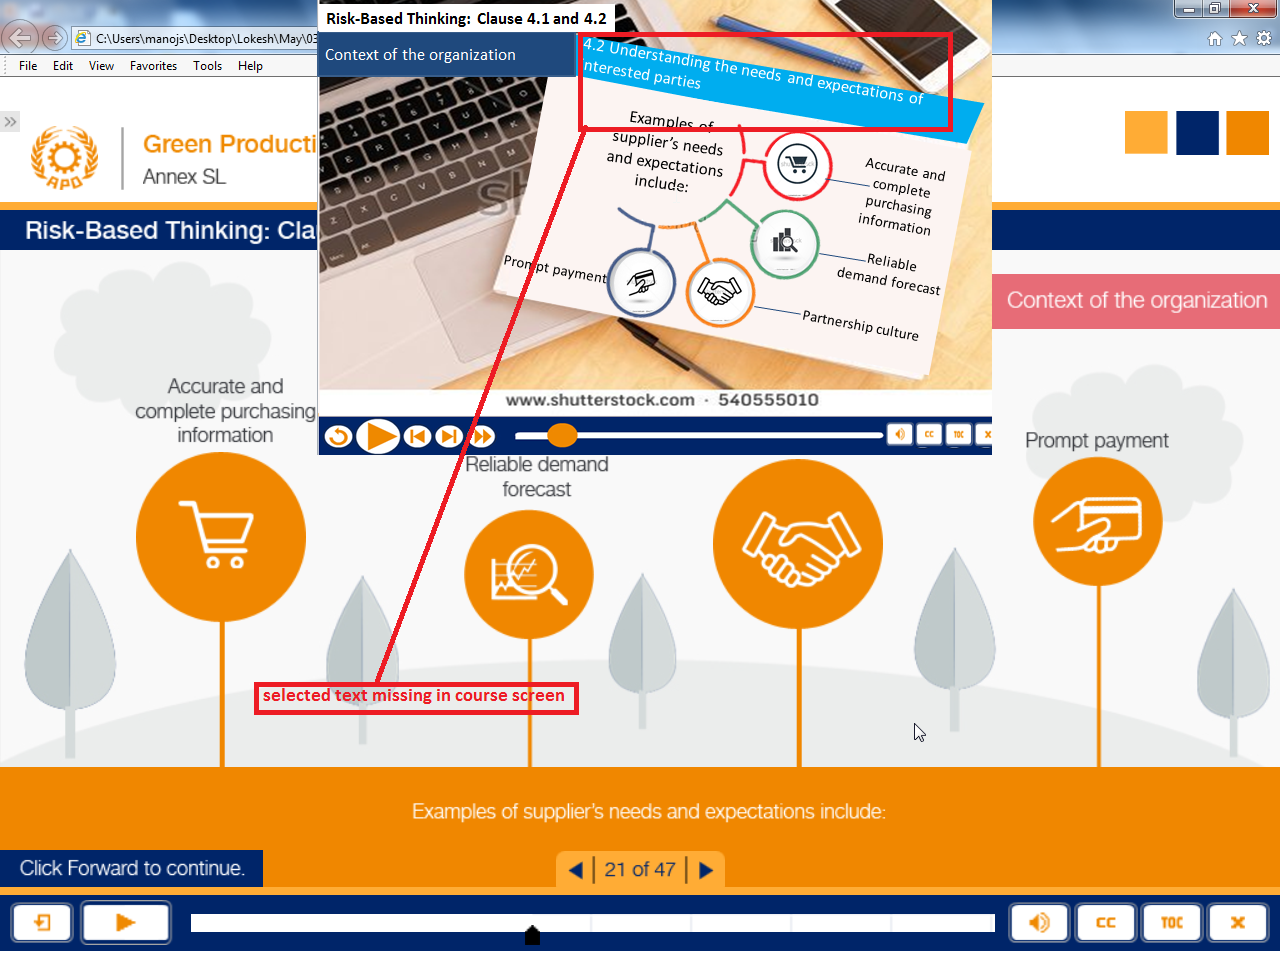 Risk-Based Thinking: Clause 4.1 and 4.2
C:\Users\manojs\Desktop\Lokesh\May\03
Context of the organization
4.2 Understanding the needs and expectations of
interested parties
File Edit View Favorites Tools Help
Green Producti
Annex SL
APO
Examples of
supplier's needs
and expectations
include:
Accurate and
complete
purchasing
information
Risk-Based Thinking: Cla
Reliable
demand forecast
Prompt payment
Partnership culture
Context of the organization
www.shutterstock.com · 540555010
CC TOC
Accurate and
complete purchasing
information
Reliable demand
forecast
Prompt payment
selected text missing in course screen
Examples of supplier's needs and expectations include:
Click Forward to continue.
21 of 47
CC TOC